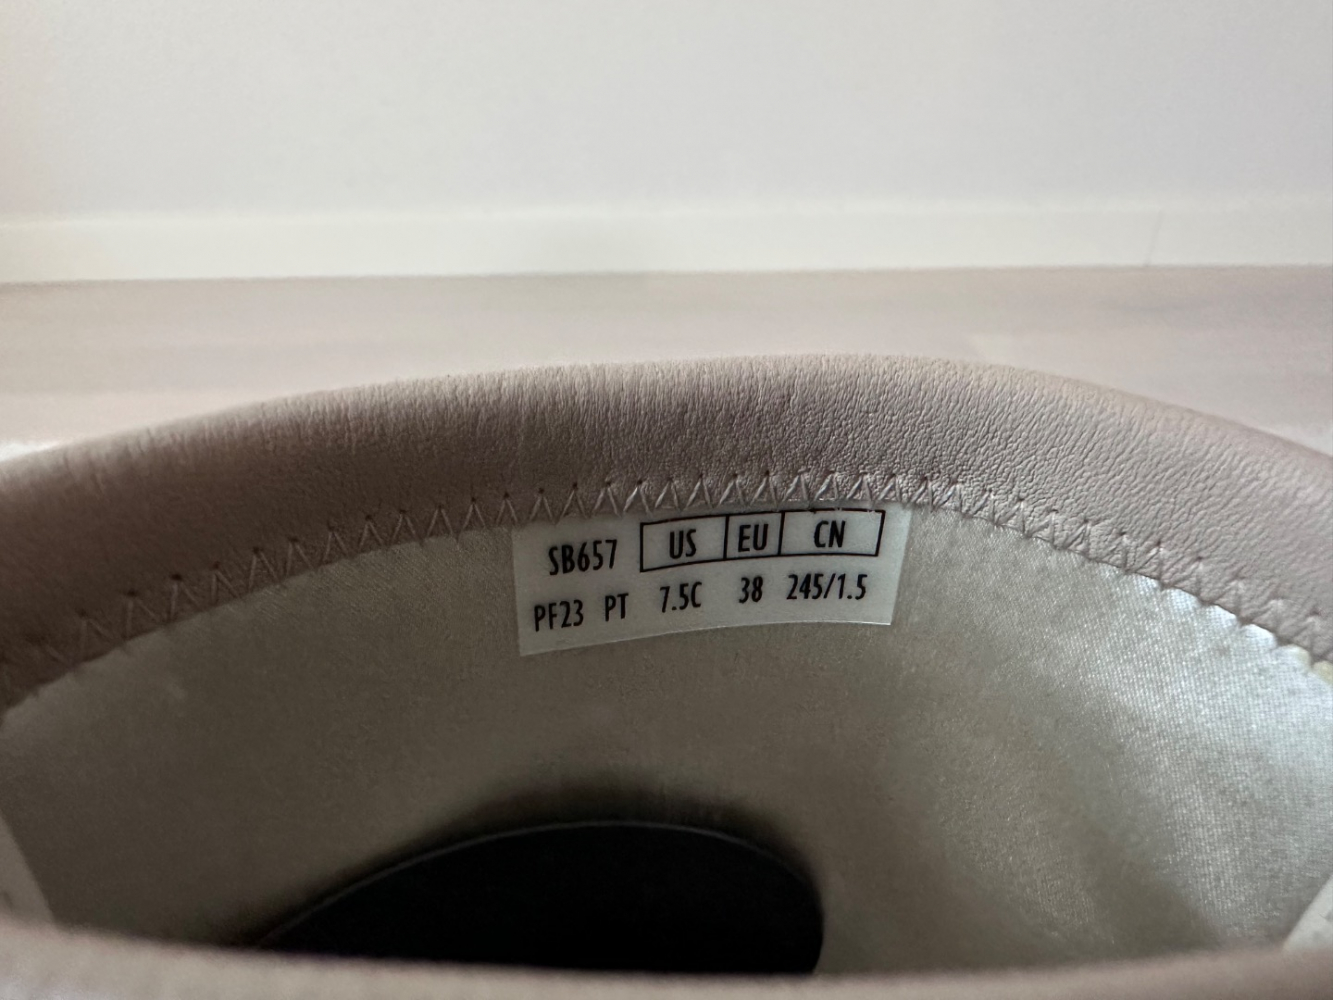 SB657 US EU CN
PF23 PT 7.5C 38 245/1.5